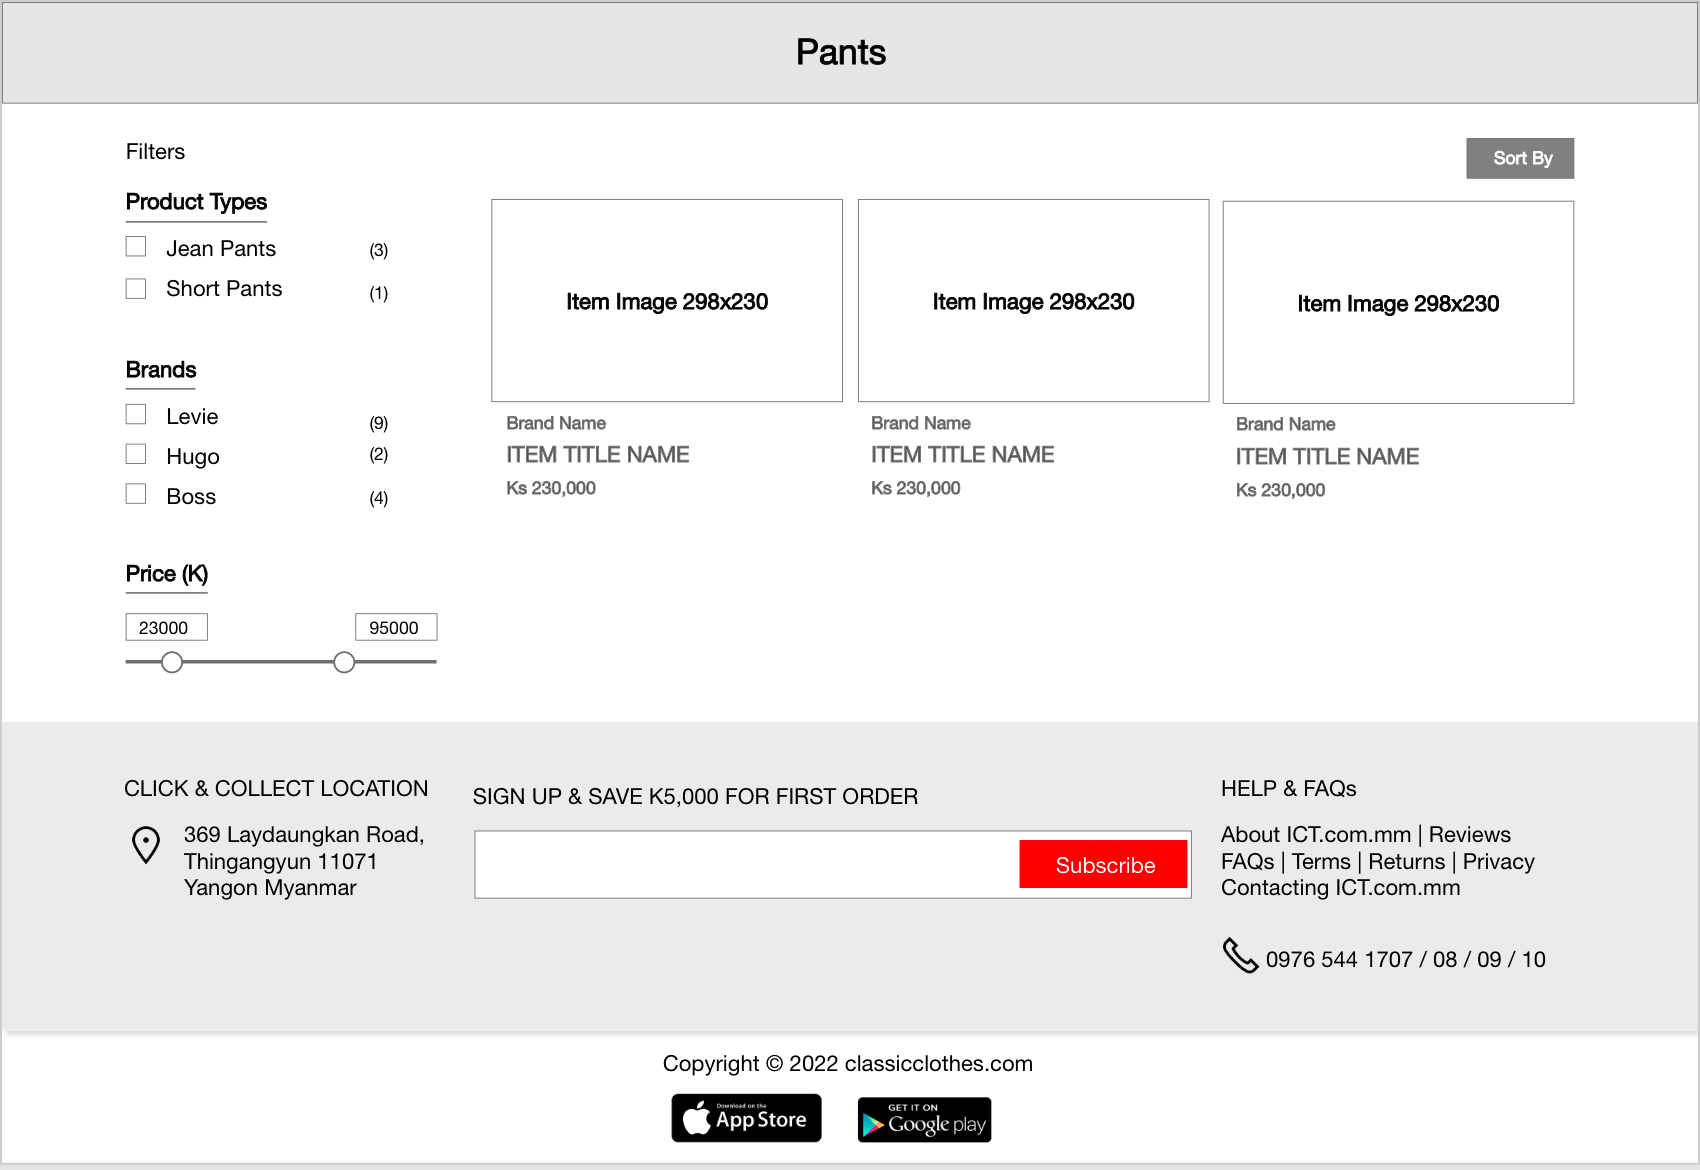 Pants
Filters
Sort By
Product Types
Jean Pants (3)
Short Pants (1)
Brands
Levie (9)
Hugo (2)
Boss (4)
Price (K)
23000 95000
Item Image 298x230
Brand Name
ITEM TITLE NAME
Ks 230,000
Item Image 298x230
Brand Name
ITEM TITLE NAME
Ks 230,000
Item Image 298x230
Brand Name
ITEM TITLE NAME
Ks 230,000
CLICK & COLLECT LOCATION
369 Laydaungkan Road,
Thingangyun 11071
Yangon Myanmar
SIGN UP & SAVE K5,000 FOR FIRST ORDER
Subscribe
HELP & FAQs
About ICT.com.mm | Reviews
FAQs | Terms | Returns | Privacy
Contacting ICT.com.mm
0976 544 1707 / 08 / 09 / 10
Copyright © 2022 classicclothes.com
Download on the
App Store
GET IT ON
Google play